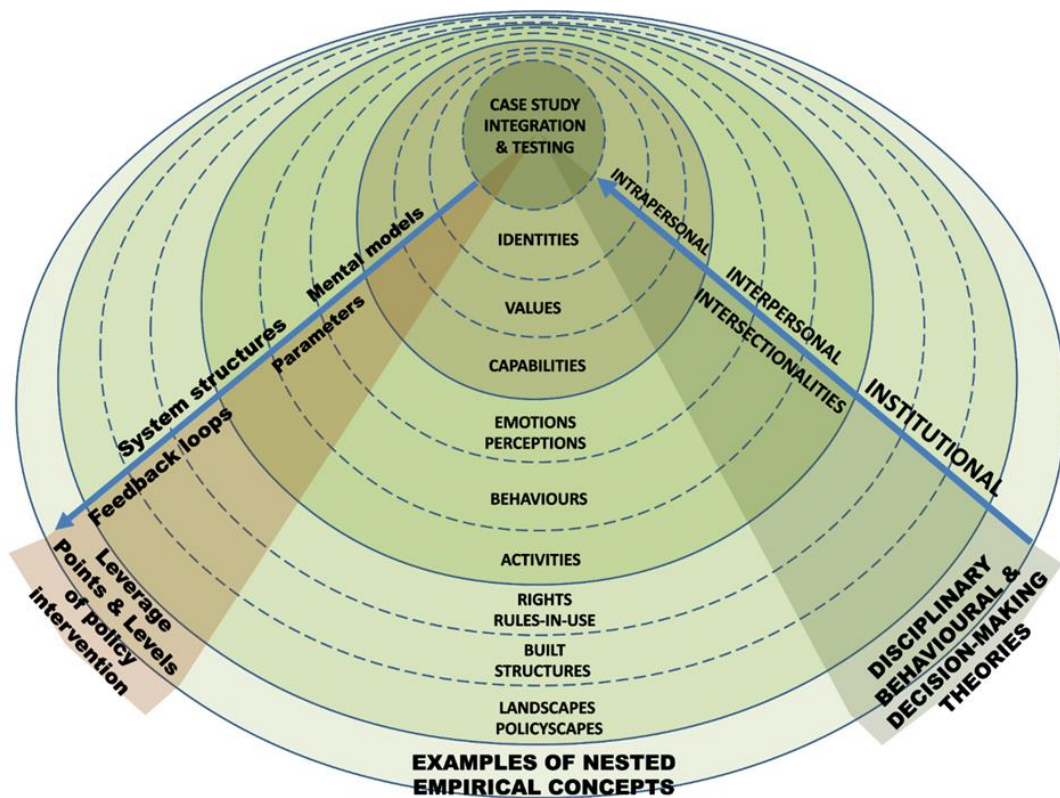 CASE STUDY
INTEGRATION
& TESTING
IDENTITIES
VALUES
CAPABILITIES
EMOTIONS
PERCEPTIONS
BEHAVIOURS
ACTIVITIES
RIGHTS
RULES-IN-USE
BUILT
STRUCTURES
LANDSCAPES
POLICYSCAPES
EXAMPLES OF NESTED
EMPIRICAL CONCEPTS
Mental models
Parameters
System structures
Feedback loops
Leverage
Points & Levels
of policy
intervention
INTRAPERSONAL
INTERPERSONAL
INTERSECTIONALITIES
INSTITUTIONAL
DISCIPLINARY
BEHAVIOURAL &
DECISION-MAKING
THEORIES